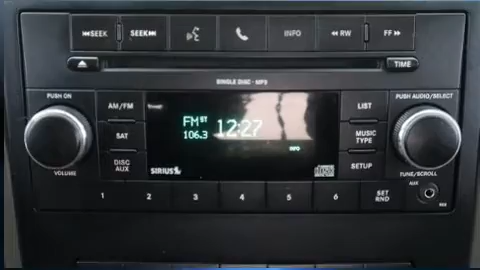 ⏮SEEK SEEK⏭ INFO ◀◀ RW FF ▶▶
SINGLE DISC - MP3
TIME
PUSH ON
AM/FM
LIST
PUSH AUDIO/SELECT
FM ST
106.3
12:27
SAT
MUSIC
TYPE
INFO
DISC
AUX
SIRIUS
SETUP
VOLUME
TUNE/SCROLL
AUX
1 2 3 4 5 6 SET
RND